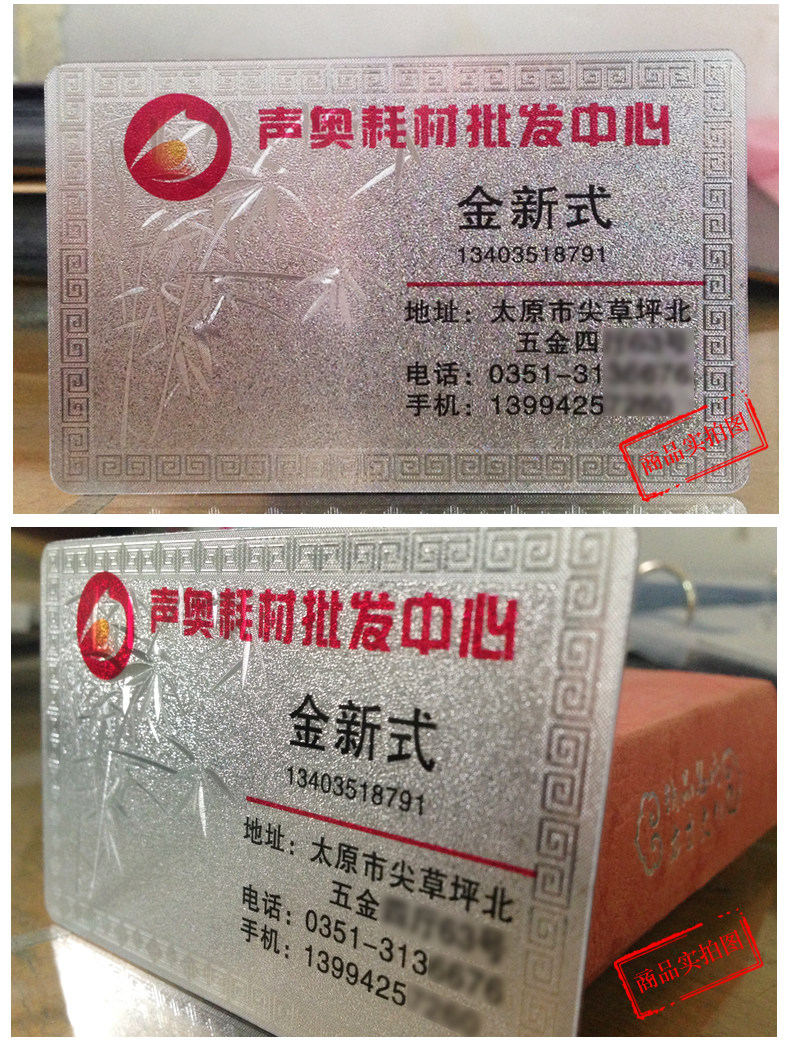 声奥耗材批发中心
金新式
13403518791
地址：太原市尖草坪北
五金四
电话：0351-31
手机：1399425
商品实拍图
声奥耗材批发中心
金新式
13403518791
地址：太原市尖草坪北
五金
电话：0351-313
手机：1399425
商品实拍图